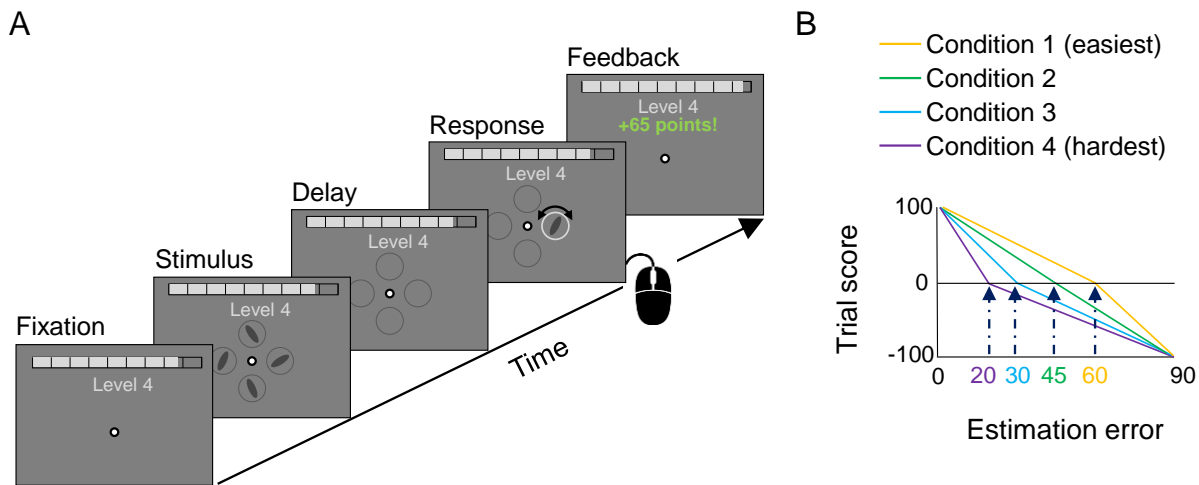 A
Fixation
Level 4
Stimulus
Level 4
Delay
Level 4
Response
Level 4
Feedback
Level 4
+65 points!
Time
B
Condition 1 (easiest)
Condition 2
Condition 3
Condition 4 (hardest)
Trial score
100
0
-100
0 20 30 45 60 90
Estimation error